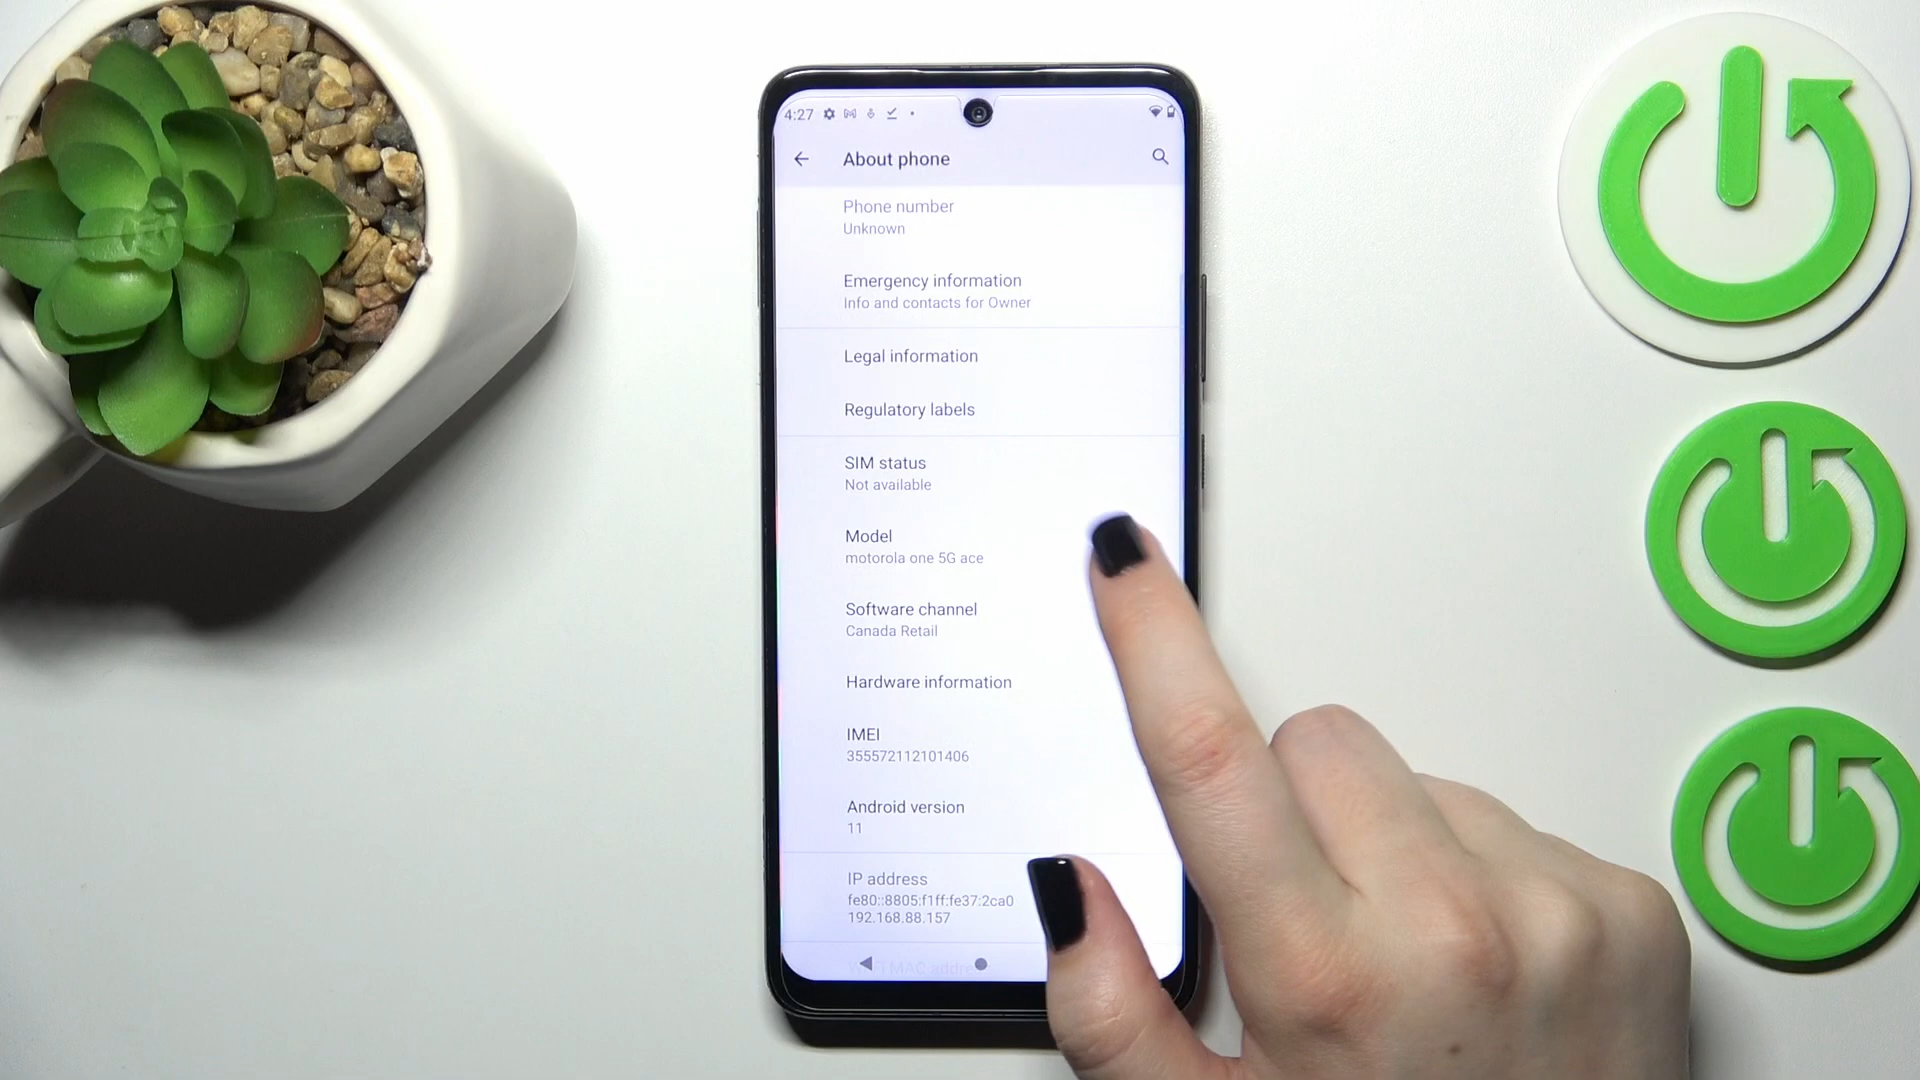 4:27
About phone
Phone number
Unknown
Emergency information
Info and contacts for Owner
Legal information
Regulatory labels
SIM status
Not available
Model
motorola one 5G ace
Software channel
Canada Retail
Hardware information
IMEI
355572112101406
Android version
11
IP address
fe80::8805:f1ff:fe37:2ca0
192.168.88.157
MAC